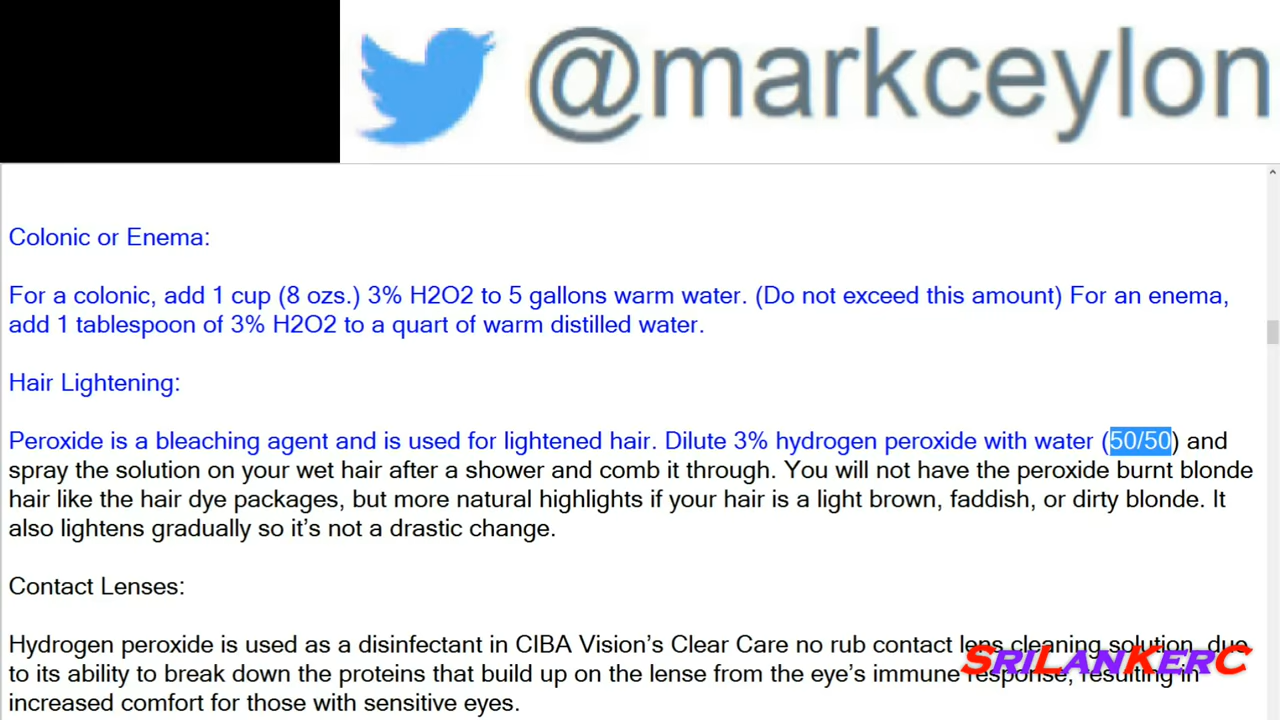 @markceylon
Colonic or Enema:
For a colonic, add 1 cup (8 ozs.) 3% H2O2 to 5 gallons warm water. (Do not exceed this amount) For an enema,
add 1 tablespoon of 3% H2O2 to a quart of warm distilled water.
Hair Lightening:
Peroxide is a bleaching agent and is used for lightened hair. Dilute 3% hydrogen peroxide with water (50/50) and
spray the solution on your wet hair after a shower and comb it through. You will not have the peroxide burnt blonde
hair like the hair dye packages, but more natural highlights if your hair is a light brown, faddish, or dirty blonde. It
also lightens gradually so it’s not a drastic change.
Contact Lenses:
Hydrogen peroxide is used as a disinfectant in CIBA Vision’s Clear Care no rub contact lens cleaning solution, due
to its ability to break down the proteins that build up on the lense from the eye’s immune response, resulting in
increased comfort for those with sensitive eyes.
SRILANKERC